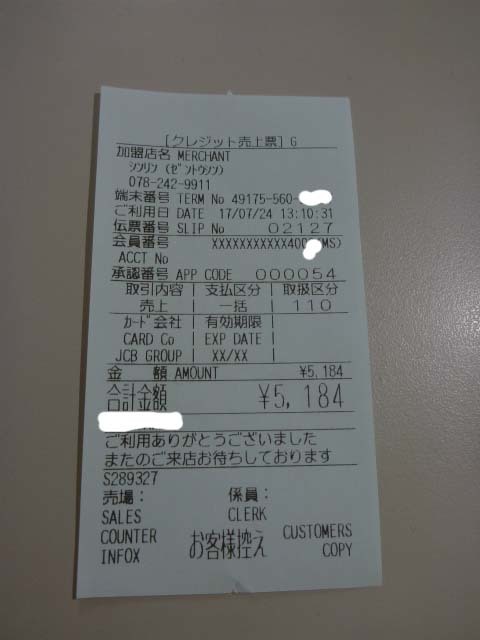 [クレジット売上票] G
加盟店名 MERCHANT
ｼﾝﾘﾝ (ｾﾞﾝﾄｳｿﾝ)
078-242-9911
端末番号 TERM No 49175-560-
ご利用日 DATE 17/07/24 13:10:31
伝票番号 SLIP No 02127
会員番号 XXXXXXXXXXXX400 MS)
ACCT No
承認番号 APP CODE 000054
取引内容 | 支払区分 | 取扱区分
売上 | 一括 | 110
ｶｰﾄﾞ会社 | 有効期限 |
CARD Co | EXP DATE |
JCB GROUP | XX/XX |
金 額 AMOUNT ¥5,184
合計金額 ¥5,184
ご利用ありがとうございました
またのご来店お待ちしております
S289327
売場： 係員：
SALES CLERK
COUNTER お客様控え CUSTOMERS
INFOX COPY